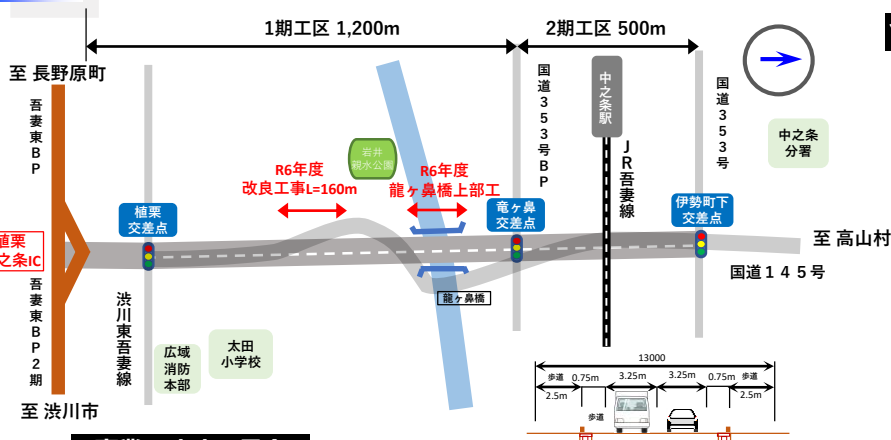 1期工区 1,200m
2期工区 500m
至 長野原町
吾妻東BP
国道353号BP
中之条駅
JR吾妻線
国道353号
中之条
分署
岩井
親水公園
R6年度
改良工事L=160m
R6年度
龍ヶ鼻橋上部工
植栗
交差点
竜ヶ鼻
交差点
伊勢町下
交差点
至 高山村
植栗
之条IC
国道145号
吾妻東BP2期
龍ヶ鼻橋
渋川東吾妻線
広域
消防
本部
太田
小学校
至 渋川市
13000
歩道 0.75m 3.25m 3.25m 0.75m 歩道
2.5m 2.5m
歩道